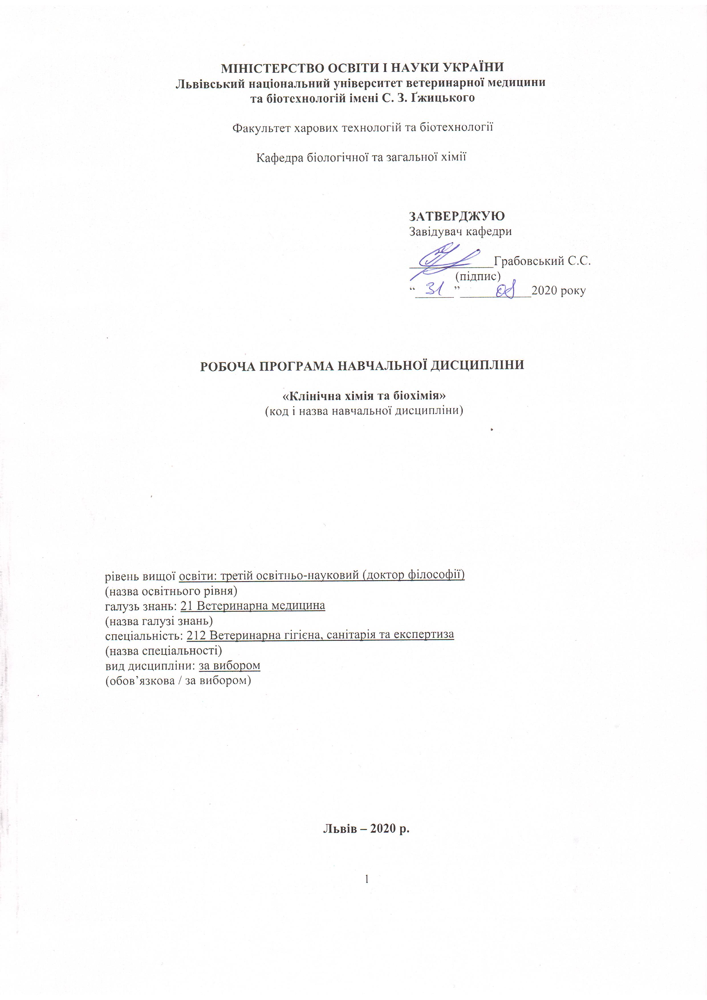 МІНІСТЕРСТВО ОСВІТИ І НАУКИ УКРАЇНИ
Львівський національний університет ветеринарної медицини
та біотехнологій імені С. З. Ґжицького
Факультет харових технологій та біотехнології
Кафедра біологічної та загальної хімії
ЗАТВЕРДЖУЮ
Завідувач кафедри
_____________Грабовський С.С.
(підпис)
“ 31 ” 08 2020 року
РОБОЧА ПРОГРАМА НАВЧАЛЬНОЇ ДИСЦИПЛІНИ
«Клінічна хімія та біохімія»
(код і назва навчальної дисципліни)
рівень вищої освіти: третій освітньо-науковий (доктор філософії)
(назва освітнього рівня)
галузь знань: 21 Ветеринарна медицина
(назва галузі знань)
спеціальність: 212 Ветеринарна гігієна, санітарія та експертиза
(назва спеціальності)
вид дисципліни: за вибором
(обов’язкова / за вибором)
Львів – 2020 р.
1